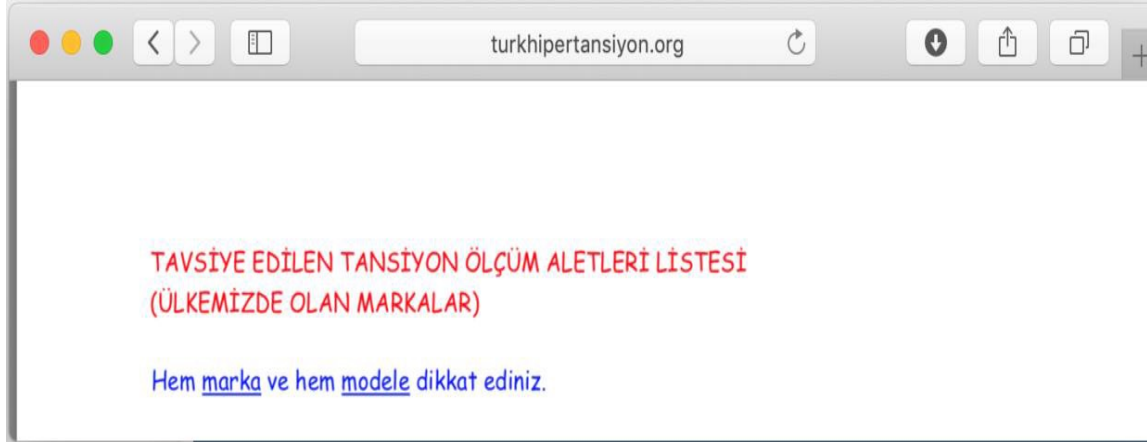 turkhipertansiyon.org
TAVSİYE EDİLEN TANSİYON ÖLÇÜM ALETLERİ LİSTESİ
(ÜLKEMİZDE OLAN MARKALAR)
Hem marka ve hem modele dikkat ediniz.